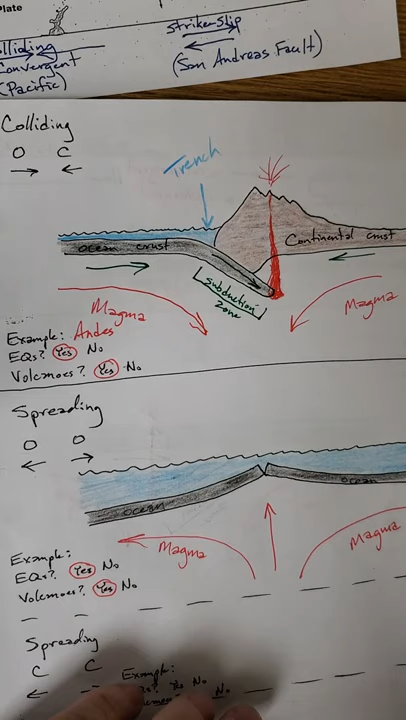 Plate
Colliding
Convergent
(Pacific)
strike-slip
(San Andreas Fault)
Colliding
O C
Trench
ocean crust
Continental crust
Subduction
zone
Magma
Magma
Example: Andes
EQs? Yes No
Volcanoes? Yes No
Spreading
O O
ocean
ocean
Magma
Magma
Example:
EQs? Yes No
Volcanoes? Yes No
Spreading
C C
Example:
Yes No
No